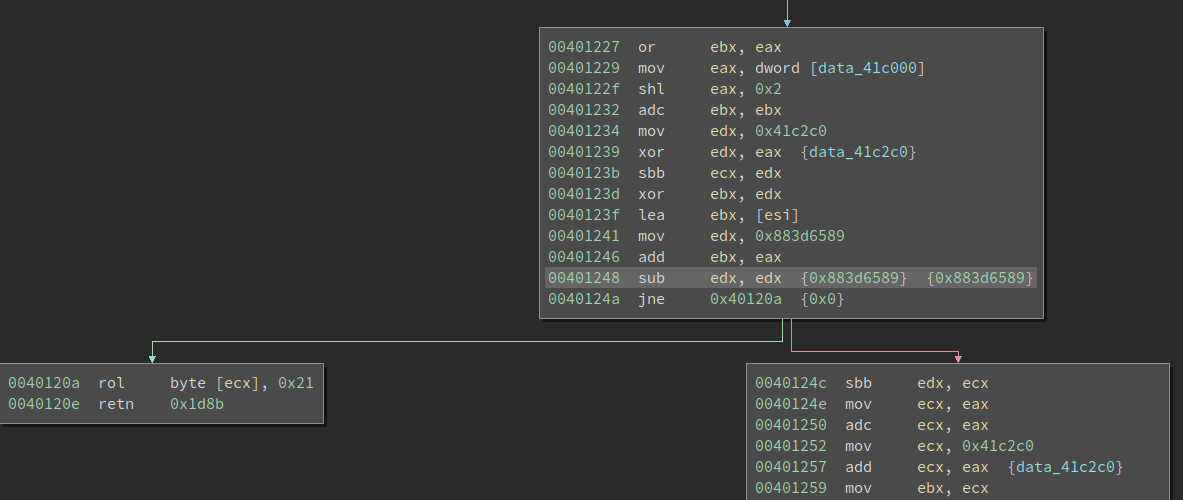 00401227 or ebx, eax
00401229 mov eax, dword [data_41c000]
0040122f shl eax, 0x2
00401232 adc ebx, ebx
00401234 mov edx, 0x41c2c0
00401239 xor edx, eax {data_41c2c0}
0040123b sbb ecx, edx
0040123d xor ebx, edx
0040123f lea ebx, [esi]
00401241 mov edx, 0x883d6589
00401246 add ebx, eax
00401248 sub edx, edx {0x883d6589} {0x883d6589}
0040124a jne 0x40120a {0x0}
0040120a rol byte [ecx], 0x21
0040120e retn 0x1d8b
0040124c sbb edx, ecx
0040124e mov ecx, eax
00401250 adc ecx, eax
00401252 mov ecx, 0x41c2c0
00401257 add ecx, eax {data_41c2c0}
00401259 mov ebx, ecx